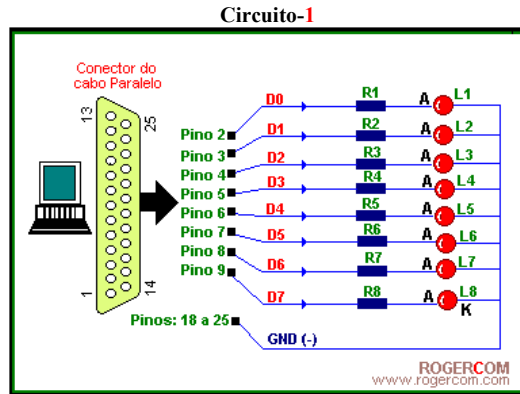 Circuito-1
Conector do
cabo Paralelo
13
25
1
14
Pino 2
D0
R1
A
L1
Pino 3
D1
R2
A
L2
Pino 4
D2
R3
A
L3
Pino 5
D3
R4
A
L4
Pino 6
D4
R5
A
L5
Pino 7
D5
R6
A
L6
Pino 8
D6
R7
A
L7
Pino 9
D7
R8
A
L8
K
Pinos: 18 a 25
GND (-)
ROGERCOM
www.rogercom.com